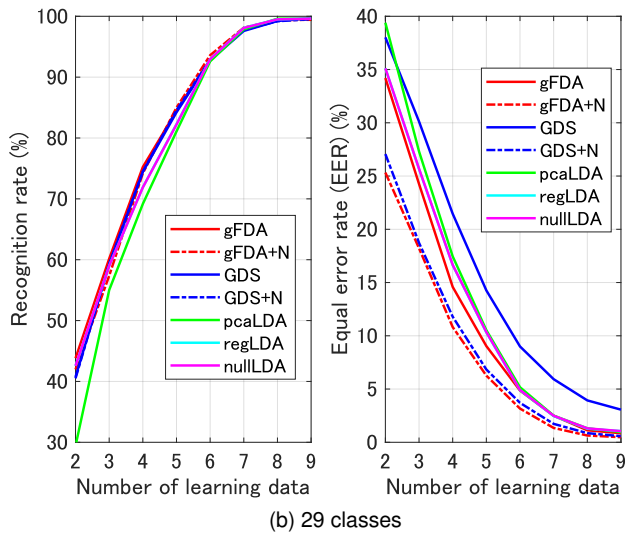 100
90
80
70
60
50
40
30
2 3 4 5 6 7 8 9
Recognition rate (%)
Number of learning data
gFDA
gFDA+N
GDS
GDS+N
pcaLDA
regLDA
nullLDA
40
35
30
25
20
15
10
5
0
2 3 4 5 6 7 8 9
Equal error rate (EER) (%)
Number of learning data
gFDA
gFDA+N
GDS
GDS+N
pcaLDA
regLDA
nullLDA
(b) 29 classes